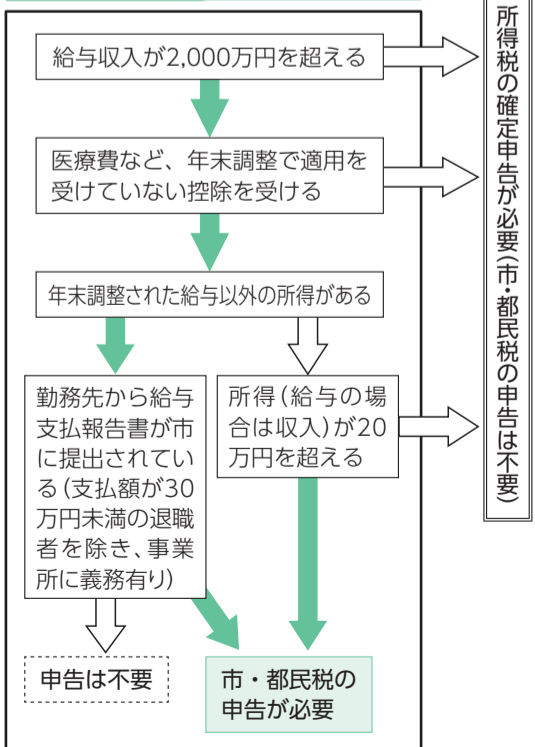 給与収入が2,000万円を超える
医療費など、年末調整で適用を
受けていない控除を受ける
年末調整された給与以外の所得がある
勤務先から給与
支払報告書が市
に提出されてい
る(支払額が30
万円未満の退職
者を除き、事業
所に義務有り)
所得(給与の場
合は収入)が20
万円を超える
申告は不要
市・都民税の
申告が必要
所得税の確定申告が必要(市・都民税の申告は不要)